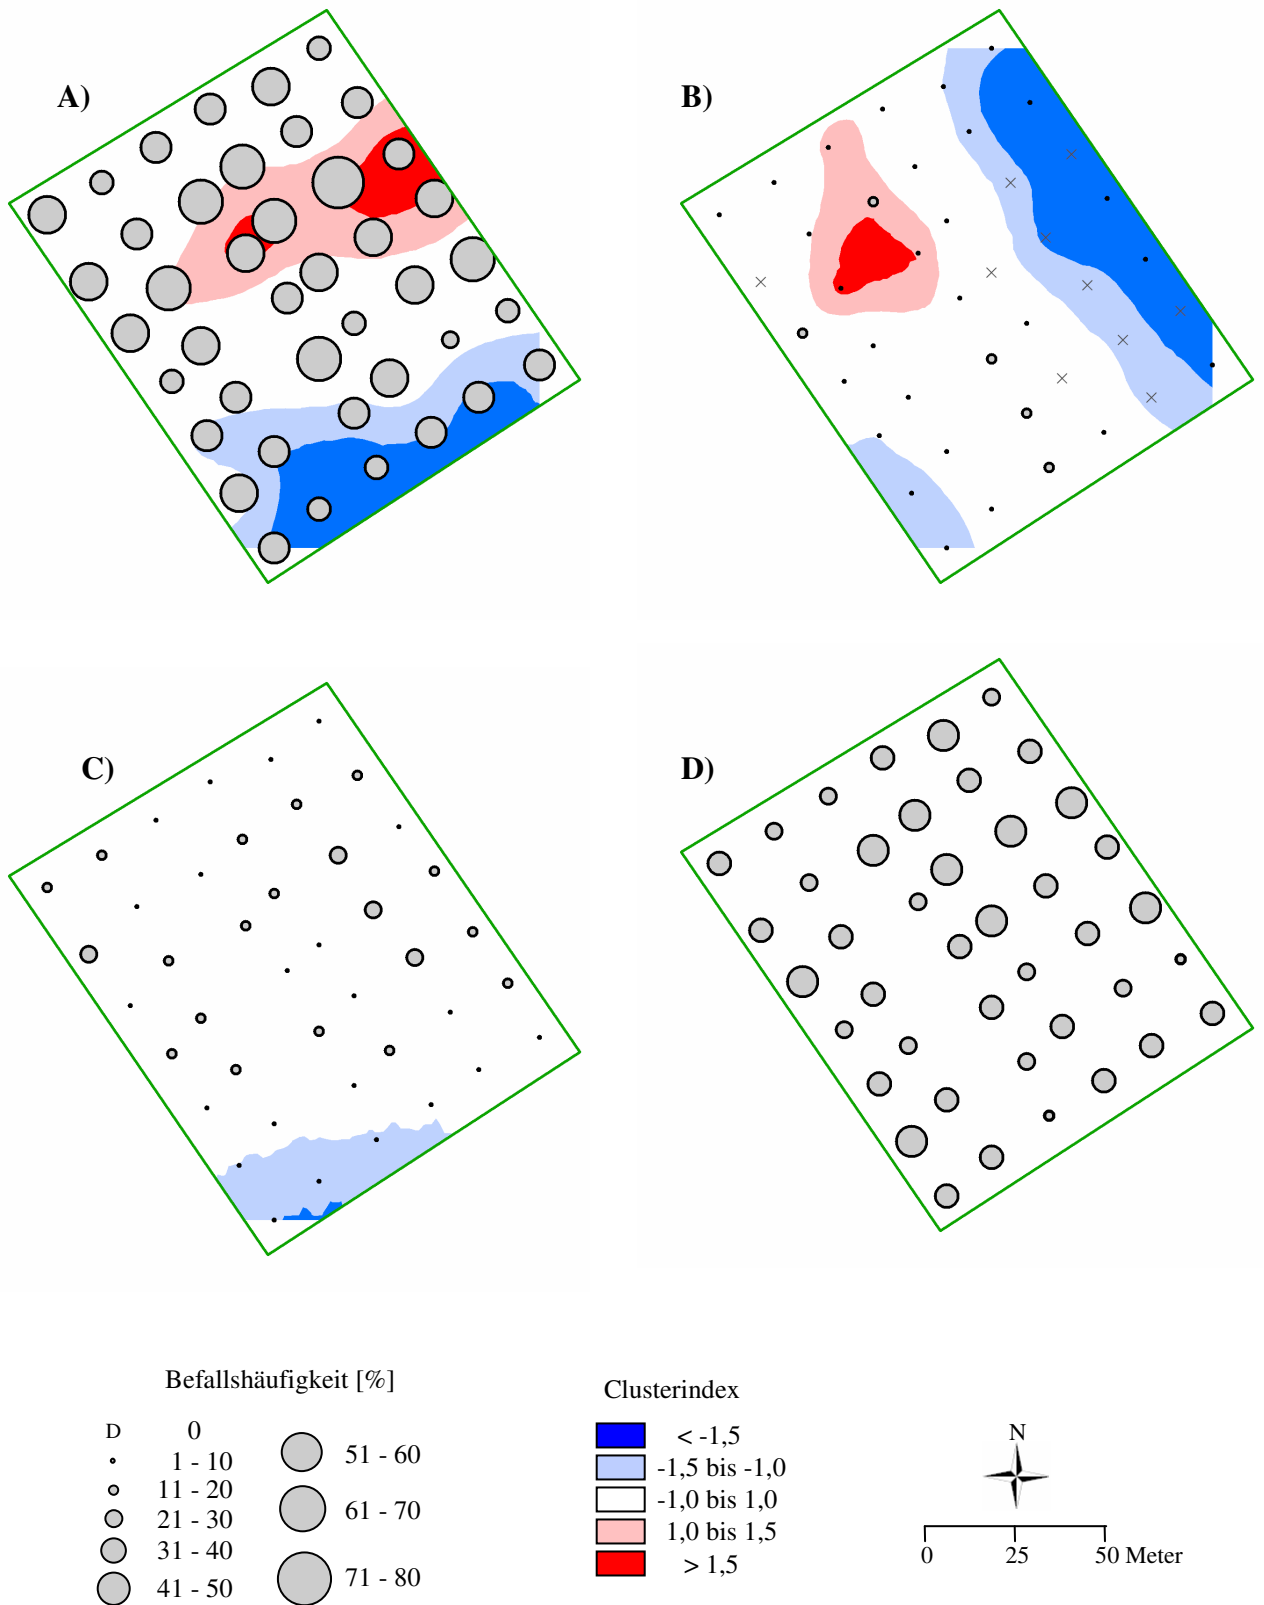 A)
B)
C)
D)
Befallshäufigkeit [%]
D 0
1 - 10
11 - 20
21 - 30
31 - 40
41 - 50
51 - 60
61 - 70
71 - 80
Clusterindex
< -1,5
-1,5 bis -1,0
-1,0 bis 1,0
1,0 bis 1,5
> 1,5
N
0 25 50 Meter